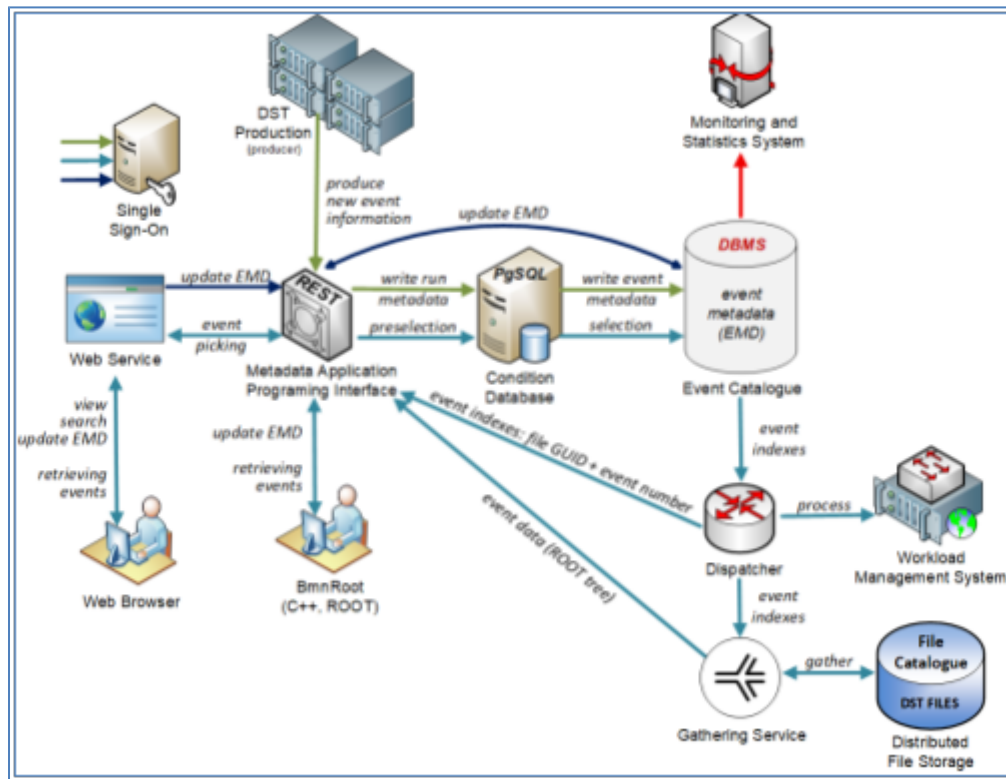 DST
Production
(producer)
Monitoring and
Statistics System
Single
Sign-On
produce
new event
information
update EMD
DBMS
event
metadata
(EMD)
Event Catalogue
update EMD
REST
write run
metadata
PgSQL
write event
metadata
event
picking
preselection
selection
Web Service
Metadata Application
Programing Interface
Condition
Database
view
search
update EMD
retrieving
events
update EMD
retrieving
events
event indexes: file GUID + event number
event data (ROOT tree)
event
indexes
process
Dispatcher
Workload
Management System
Web Browser
BmnRoot
(C++, ROOT)
event
indexes
gather
File
Catalogue
DST FILES
Gathering Service
Distributed
File Storage